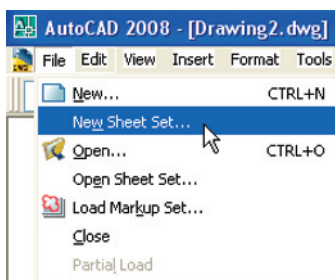 AutoCAD 2008 - [Drawing2.dwg]
File Edit View Insert Format Tools
New... CTRL+N
New Sheet Set...
Open... CTRL+O
Open Sheet Set...
Load Markup Set...
Close
Partial Load